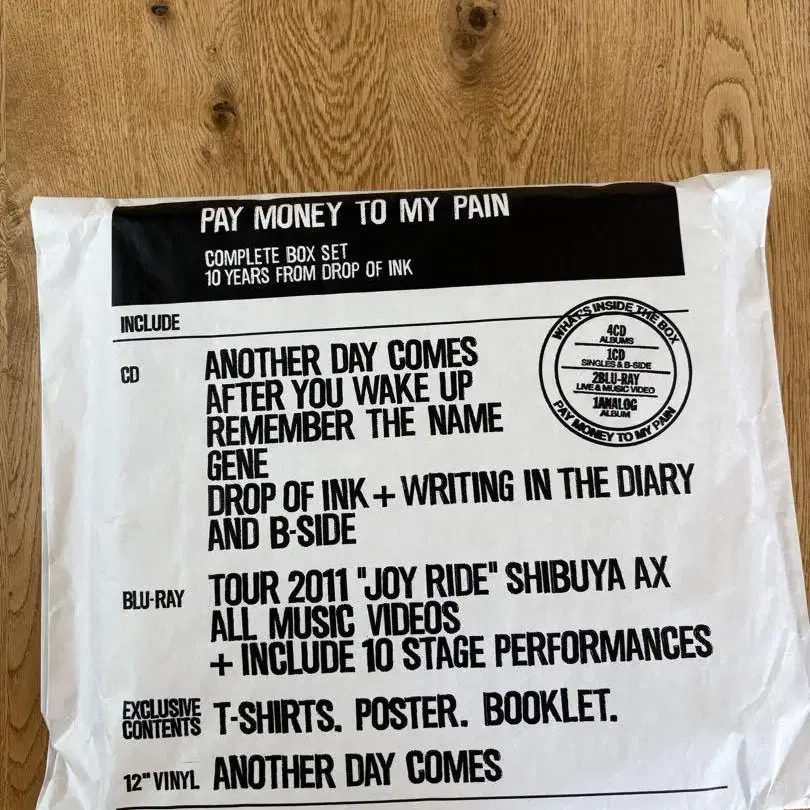 PAY MONEY TO MY PAIN
COMPLETE BOX SET
10 YEARS FROM DROP OF INK
INCLUDE
WHAT'S INSIDE THE BOX
4CD
ALBUMS
1CD
SINGLES & B-SIDE
2BLU-RAY
LIVE & MUSIC VIDEO
1ANALOG
ALBUM
PAY MONEY TO MY PAIN
CD
ANOTHER DAY COMES
AFTER YOU WAKE UP
REMEMBER THE NAME
GENE
DROP OF INK + WRITING IN THE DIARY
AND B-SIDE
BLU-RAY
TOUR 2011 "JOY RIDE" SHIBUYA AX
ALL MUSIC VIDEOS
+ INCLUDE 10 STAGE PERFORMANCES
EXCLUSIVE
CONTENTS
T-SHIRTS. POSTER. BOOKLET.
12" VINYL
ANOTHER DAY COMES